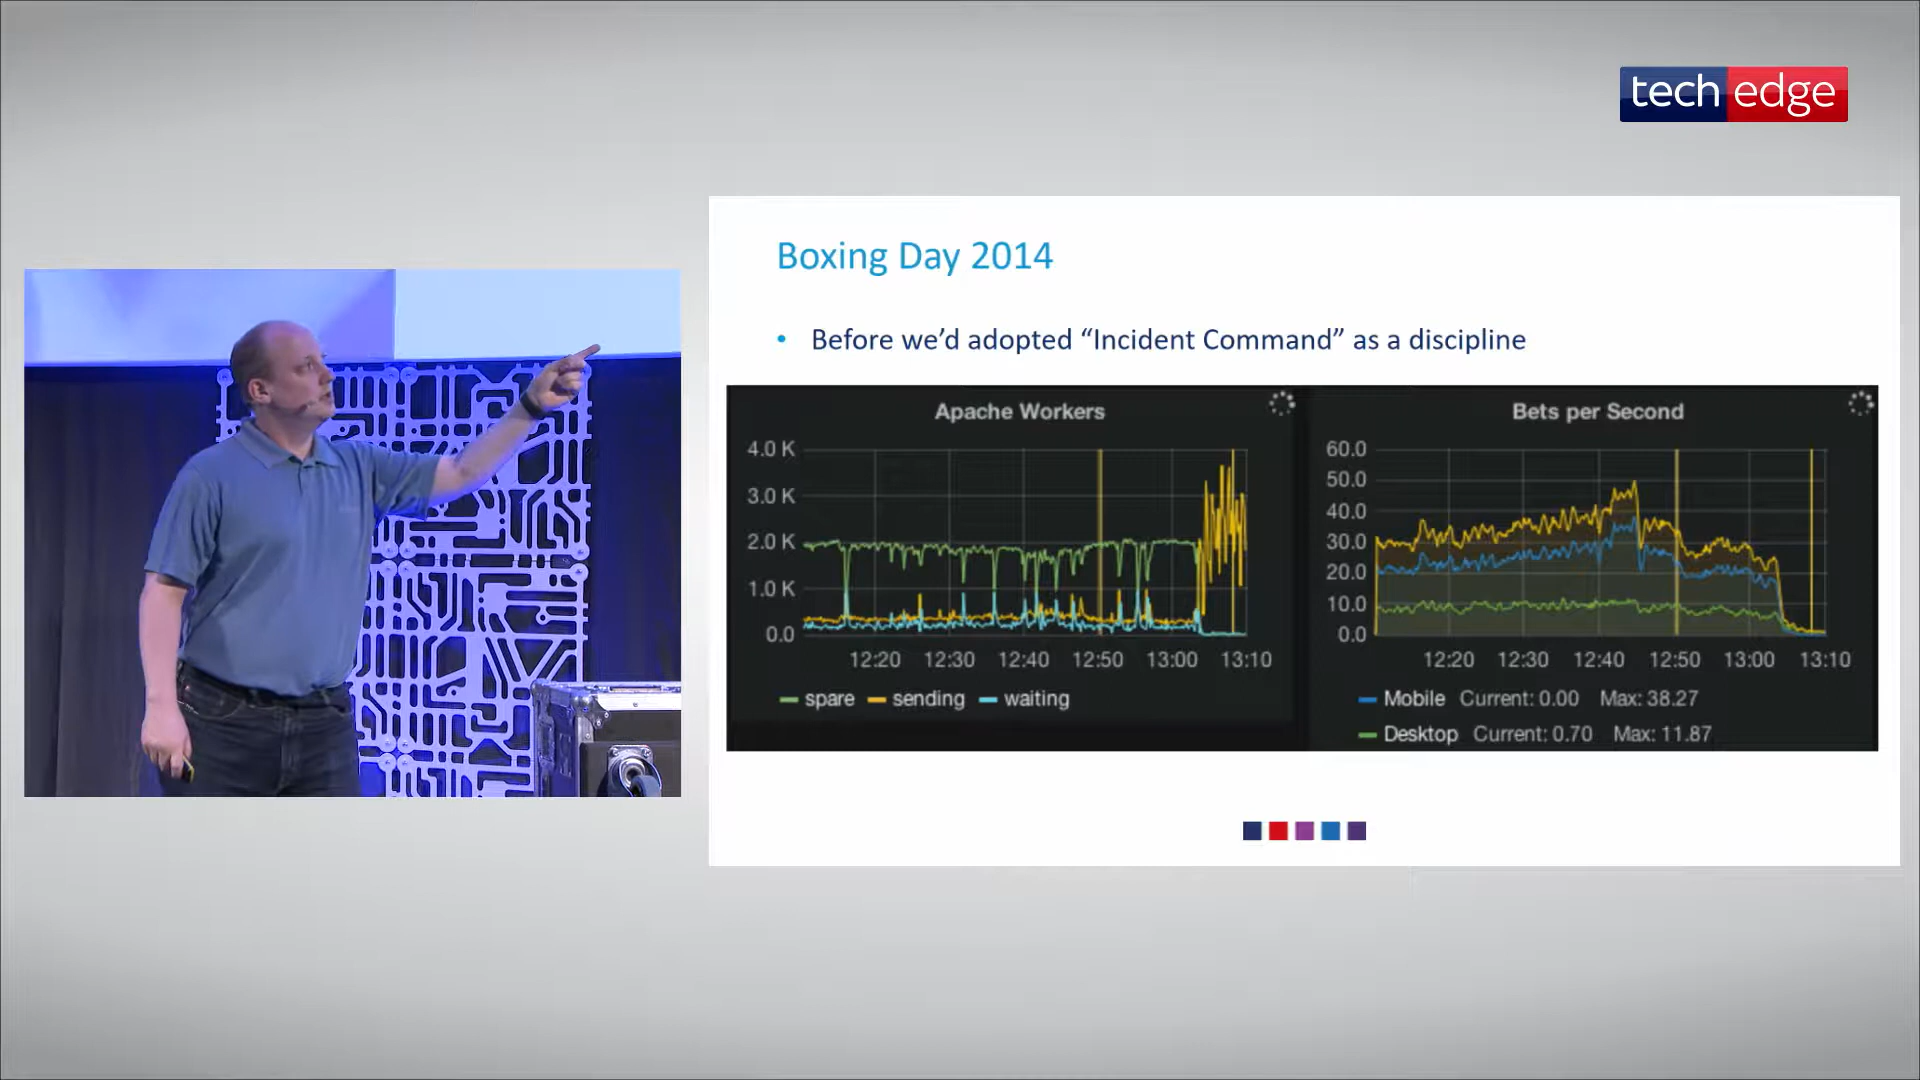 tech edge
Boxing Day 2014
• Before we’d adopted “Incident Command” as a discipline
Apache Workers
4.0 K
3.0 K
2.0 K
1.0 K
0.0
12:20 12:30 12:40 12:50 13:00 13:10
spare sending waiting
Bets per Second
60.0
50.0
40.0
30.0
20.0
10.0
0.0
12:20 12:30 12:40 12:50 13:00 13:10
Mobile Current: 0.00 Max: 38.27
Desktop Current: 0.70 Max: 11.87